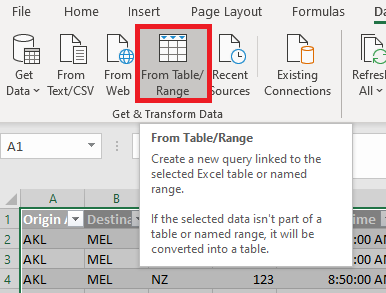 File Home Insert Page Layout Formulas Da
Get Data From Text/CSV From Web From Table/ Range Recent Sources Existing Connections Refresh All
Get & Transform Data
A1
From Table/Range
Create a new query linked to the
selected Excel table or named
range.
If the selected data isn't part of a
table or named range, it will be
converted into a table.
A B
1 Origin Destina ime
2 AKL MEL :00 A
3 AKL MEL :00 A
4 AKL MEL NZ 123 8:50:00 A